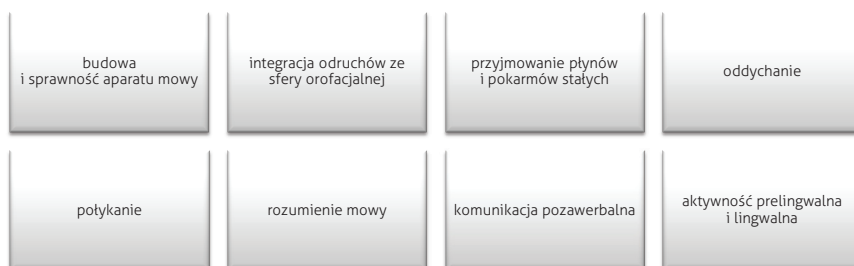 budowa
i sprawność aparatu mowy
integracja odruchów ze
sfery orofacjalnej
przyjmowanie płynów
i pokarmów stałych
oddychanie
połykanie
rozumienie mowy
komunikacja pozawerbalna
aktywność prelingwalna
i lingwalna